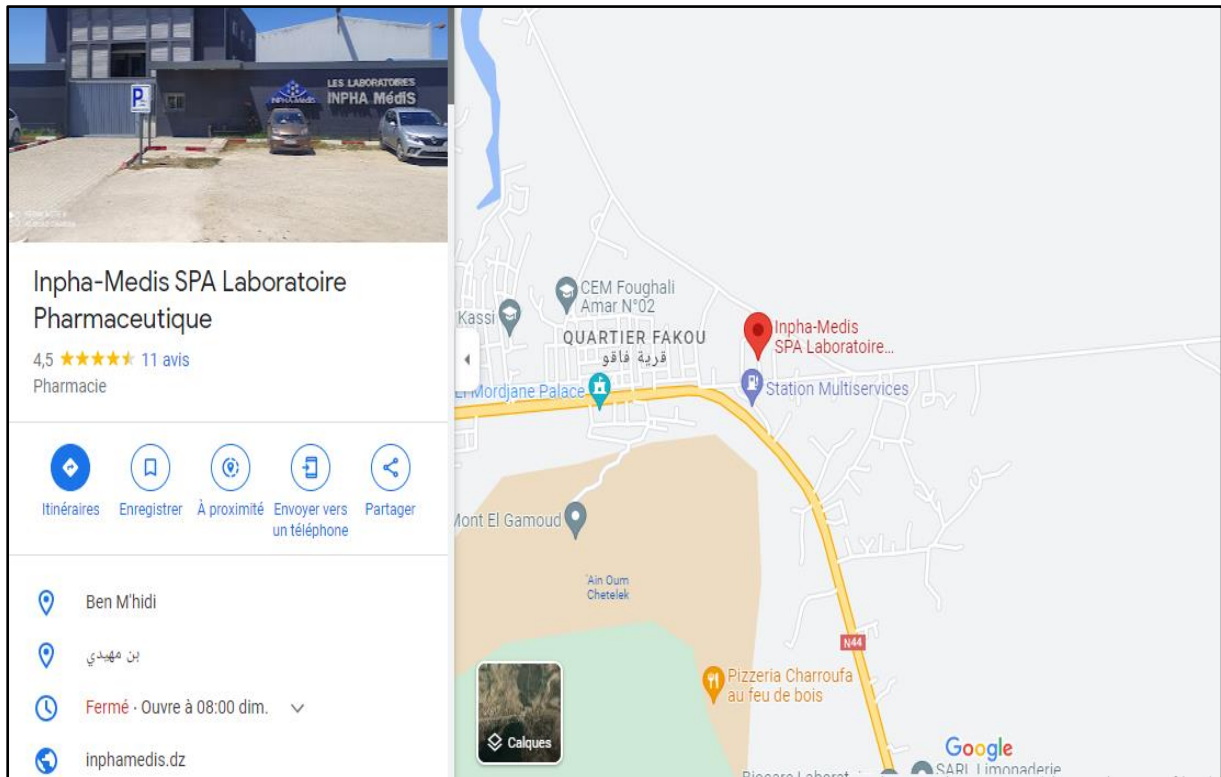 P
INPHA-MédiS
LES LABORATOIRES
INPHA MédiS
Inpha-Medis SPA Laboratoire
Pharmaceutique
4,5
11 avis
Pharmacie
Itinéraires
Enregistrer
À proximité
Envoyer vers
un téléphone
Partager
Ben M'hidi
بن مهيدي
Fermé · Ouvre à 08:00 dim.
inphamedis.dz
Kassi
CEM Foughali
Amar N°02
QUARTIER FAKOU
قرية فاقو
El Mordjane Palace
Inpha-Medis
SPA Laboratoire...
Station Multiservices
Mont El Gamoud
'Ain Oum
Chetelek
N44
Pizzeria Charroufa
au feu de bois
Calques
Google
SARL Limonaderie